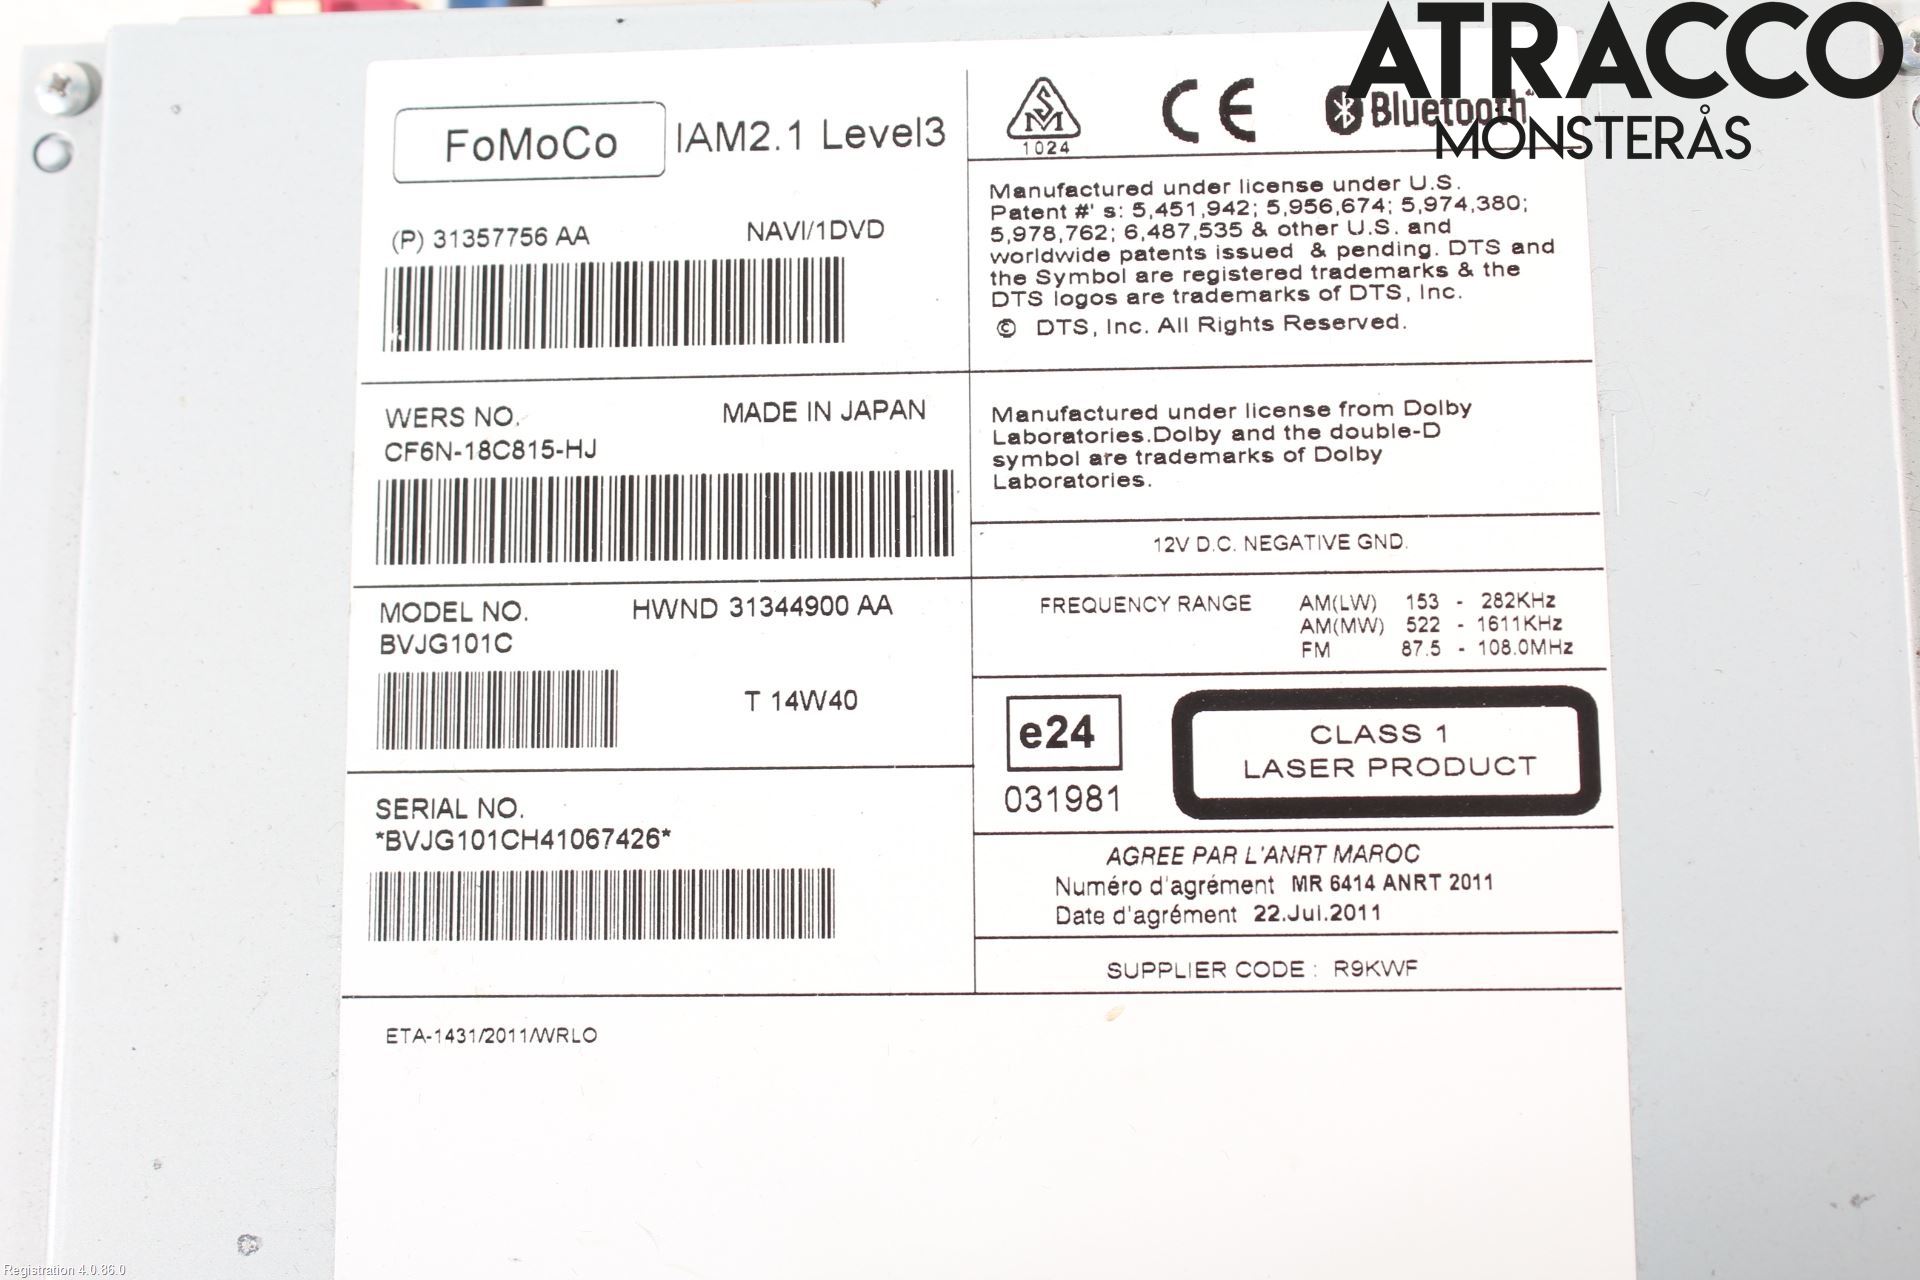 ATRACCO
MÖNSTERÅS
FoMoCo
IAM2.1 Level3
(P) 31357756 AA
NAVI/1DVD
WERS NO.
MADE IN JAPAN
CF6N-18C815-HJ
MODEL NO.
HWND 31344900 AA
BVJG101C
T 14W40
SERIAL NO.
*BVJG101CH41067426*
ETA-1431/2011/WRLO
SM
1024
CE
Bluetooth
Manufactured under license under U.S.
Patent #' s: 5,451,942; 5,956,674; 5,974,380;
5,978,762; 6,487,535 & other U.S. and
worldwide patents issued & pending. DTS and
the Symbol are registered trademarks & the
DTS logos are trademarks of DTS, Inc.
© DTS, Inc. All Rights Reserved.
Manufactured under license from Dolby
Laboratories.Dolby and the double-D
symbol are trademarks of Dolby
Laboratories.
12V D.C. NEGATIVE GND.
FREQUENCY RANGE AM(LW) 153 - 282KHz
AM(MW) 522 - 1611KHz
FM 87.5 - 108.0MHz
e24
031981
CLASS 1
LASER PRODUCT
AGREE PAR L'ANRT MAROC
Numéro d'agrément MR 6414 ANRT 2011
Date d'agrément 22.Jul.2011
SUPPLIER CODE : R9KWF
Registration 4.0.86.0